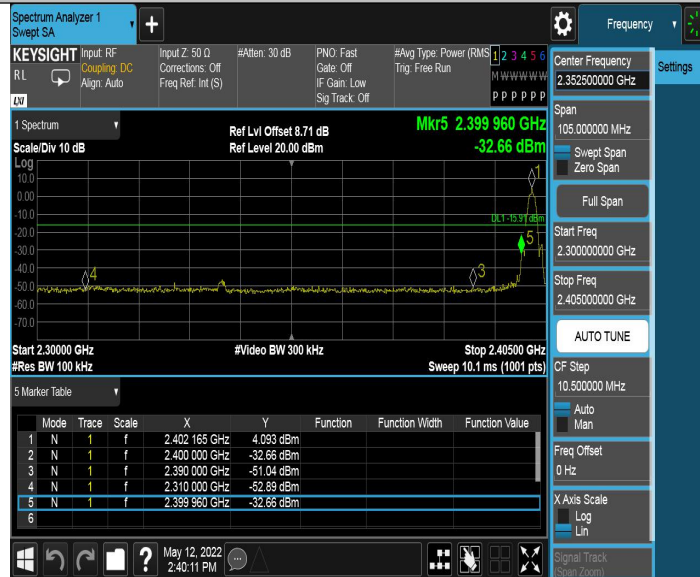 Spectrum Analyzer 1
Swept SA
+
Frequency
KEYSIGHT
RL
LXI
Input: RF
Coupling: DC
Align: Auto
Input Z: 50 Ω
Corrections: Off
Freq Ref: Int (S)
#Atten: 30 dB
PNO: Fast
Gate: Off
IF Gain: Low
Sig Track: Off
#Avg Type: Power (RMS
Trig: Free Run
1 2 3 4 5 6
M W W W W W
P P P P P P
1 Spectrum
Scale/Div 10 dB
Ref Lvl Offset 8.71 dB
Ref Level 20.00 dBm
Mkr5 2.399 960 GHz
-32.66 dBm
Log
10.0
0.00
-10.0
-20.0
-30.0
-40.0
-50.0
-60.0
-70.0
1
DL1 -15.91 dBm
5
3
4
Start 2.30000 GHz
#Res BW 100 kHz
#Video BW 300 kHz
Stop 2.40500 GHz
Sweep 10.1 ms (1001 pts)
5 Marker Table
Mode Trace Scale X Y Function Function Width Function Value
1 N 1 f 2.402 165 GHz 4.093 dBm
2 N 1 f 2.400 000 GHz -32.66 dBm
3 N 1 f 2.390 000 GHz -51.04 dBm
4 N 1 f 2.310 000 GHz -52.89 dBm
5 N 1 f 2.399 960 GHz -32.66 dBm
6
?
May 12, 2022
2:40:11 PM
Center Frequency
2.352500000 GHz
Settings
Span
105.000000 MHz
Swept Span
Zero Span
Full Span
Start Freq
2.300000000 GHz
Stop Freq
2.405000000 GHz
AUTO TUNE
CF Step
10.500000 MHz
Auto
Man
Freq Offset
0 Hz
X Axis Scale
Log
Lin
Signal Track
(Span Zoom)